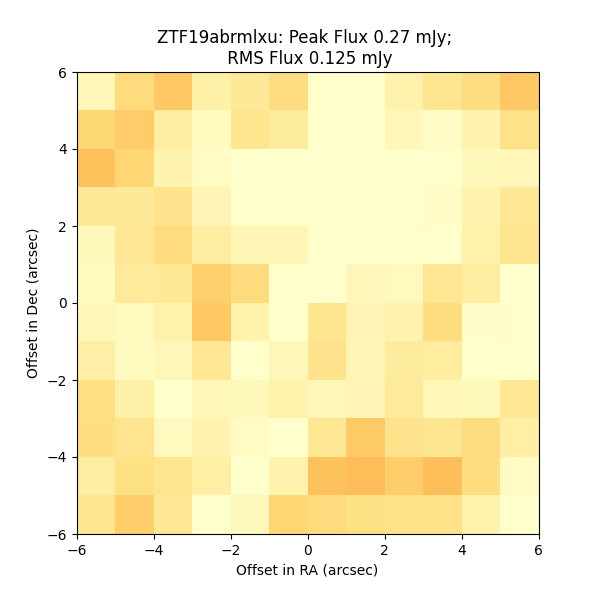 ZTF19abrmlxu: Peak Flux 0.27 mJy;
RMS Flux 0.125 mJy
6
4
2
0
−2
−4
−6
Offset in Dec (arcsec)
−6 −4 −2 0 2 4 6
Offset in RA (arcsec)